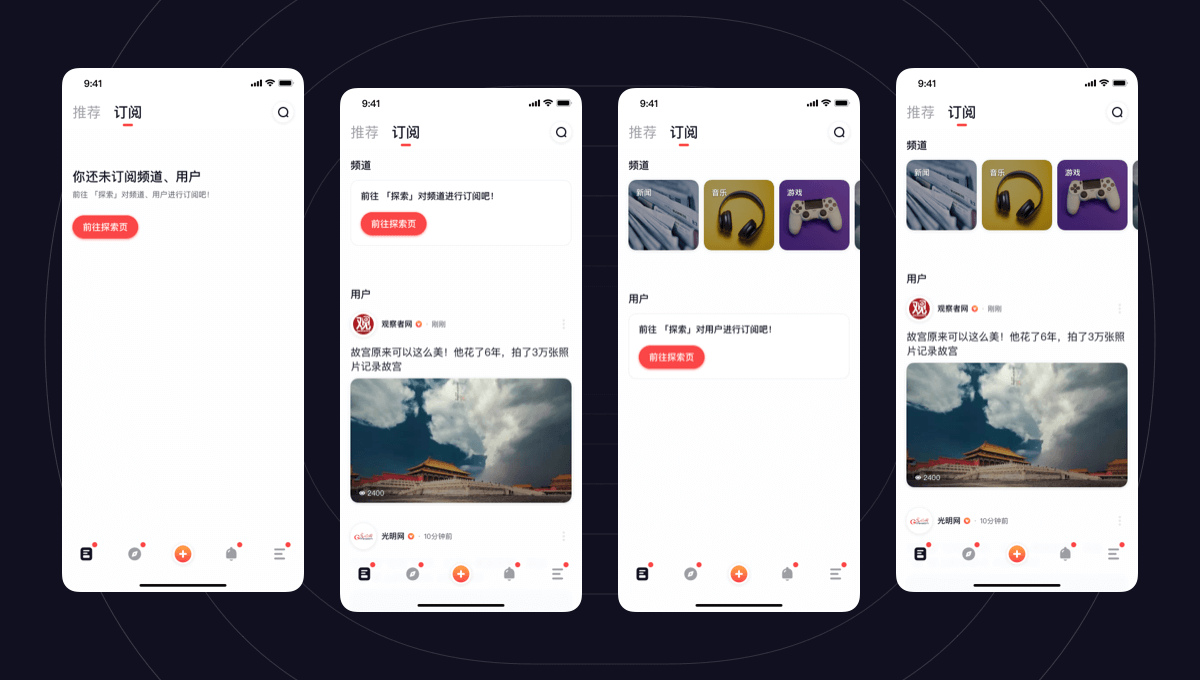 9:41
推荐 订阅
你还未订阅频道、用户
前往 「探索」对频道、用户进行订阅吧!
前往探索页
9:41
推荐 订阅
频道
前往 「探索」对频道进行订阅吧!
前往探索页
用户
观察者网 · 刚刚
故宫原来可以这么美! 他花了6年, 拍了3万张照
片记录故宫
2400
光明网 · 10分钟前
9:41
推荐 订阅
频道
新闻 音乐 游戏
用户
前往 「探索」对用户进行订阅吧!
前往探索页
9:41
推荐 订阅
频道
新闻 音乐 游戏
用户
观
观察者网 · 刚刚
故宫原来可以这么美! 他花了6年, 拍了3万张照
片记录故宫
2400
光明网 · 10分钟前